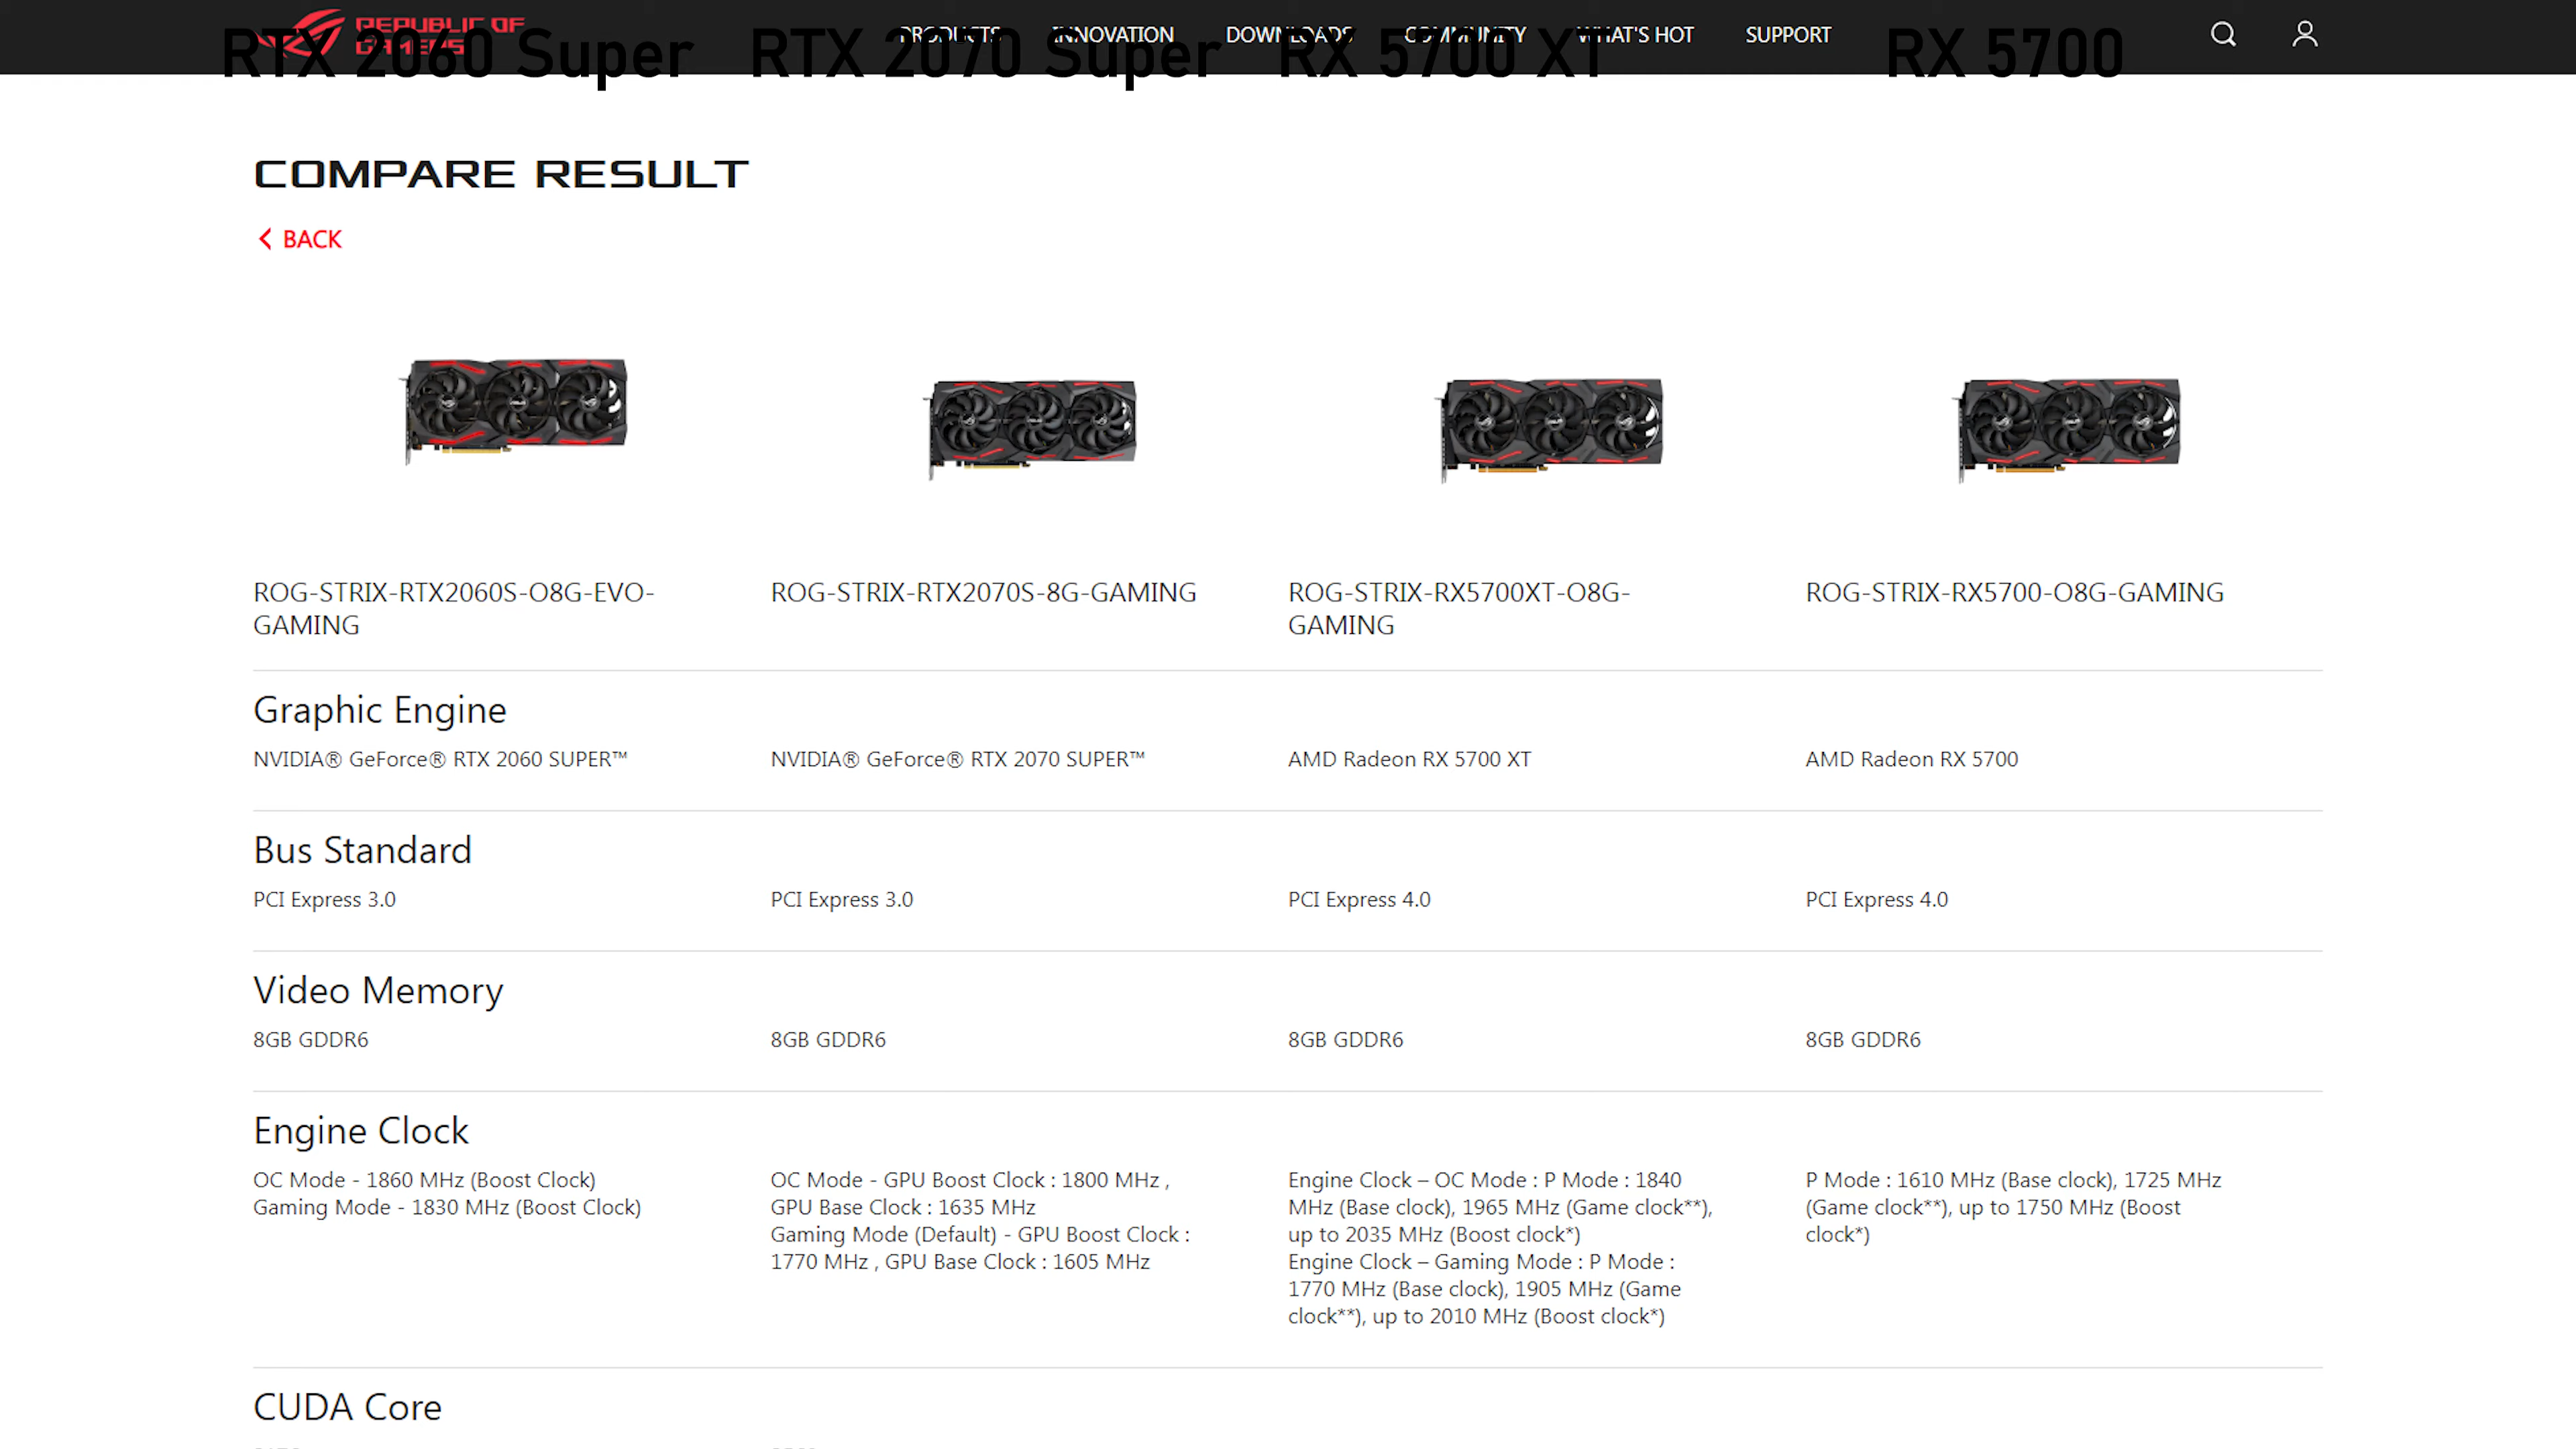 REPUBLIC OF
GAMERS
PRODUCTS INNOVATION DOWNLOADS COMMUNITY WHAT'S HOT SUPPORT
RTX 2060 Super RTX 2070 Super RX 5700 XT RX 5700
COMPARE RESULT
BACK
ROG-STRIX-RTX2060S-O8G-EVO-
GAMING
ROG-STRIX-RTX2070S-8G-GAMING
ROG-STRIX-RX5700XT-O8G-
GAMING
ROG-STRIX-RX5700-O8G-GAMING
Graphic Engine
NVIDIA® GeForce® RTX 2060 SUPER™
NVIDIA® GeForce® RTX 2070 SUPER™
AMD Radeon RX 5700 XT
AMD Radeon RX 5700
Bus Standard
PCI Express 3.0
PCI Express 3.0
PCI Express 4.0
PCI Express 4.0
Video Memory
8GB GDDR6
8GB GDDR6
8GB GDDR6
8GB GDDR6
Engine Clock
OC Mode - 1860 MHz (Boost Clock)
Gaming Mode - 1830 MHz (Boost Clock)
OC Mode - GPU Boost Clock : 1800 MHz ,
GPU Base Clock : 1635 MHz
Gaming Mode (Default) - GPU Boost Clock :
1770 MHz , GPU Base Clock : 1605 MHz
Engine Clock – OC Mode : P Mode : 1840
MHz (Base clock), 1965 MHz (Game clock**),
up to 2035 MHz (Boost clock*)
Engine Clock – Gaming Mode : P Mode :
1770 MHz (Base clock), 1905 MHz (Game
clock**), up to 2010 MHz (Boost clock*)
P Mode : 1610 MHz (Base clock), 1725 MHz
(Game clock**), up to 1750 MHz (Boost
clock*)
CUDA Core